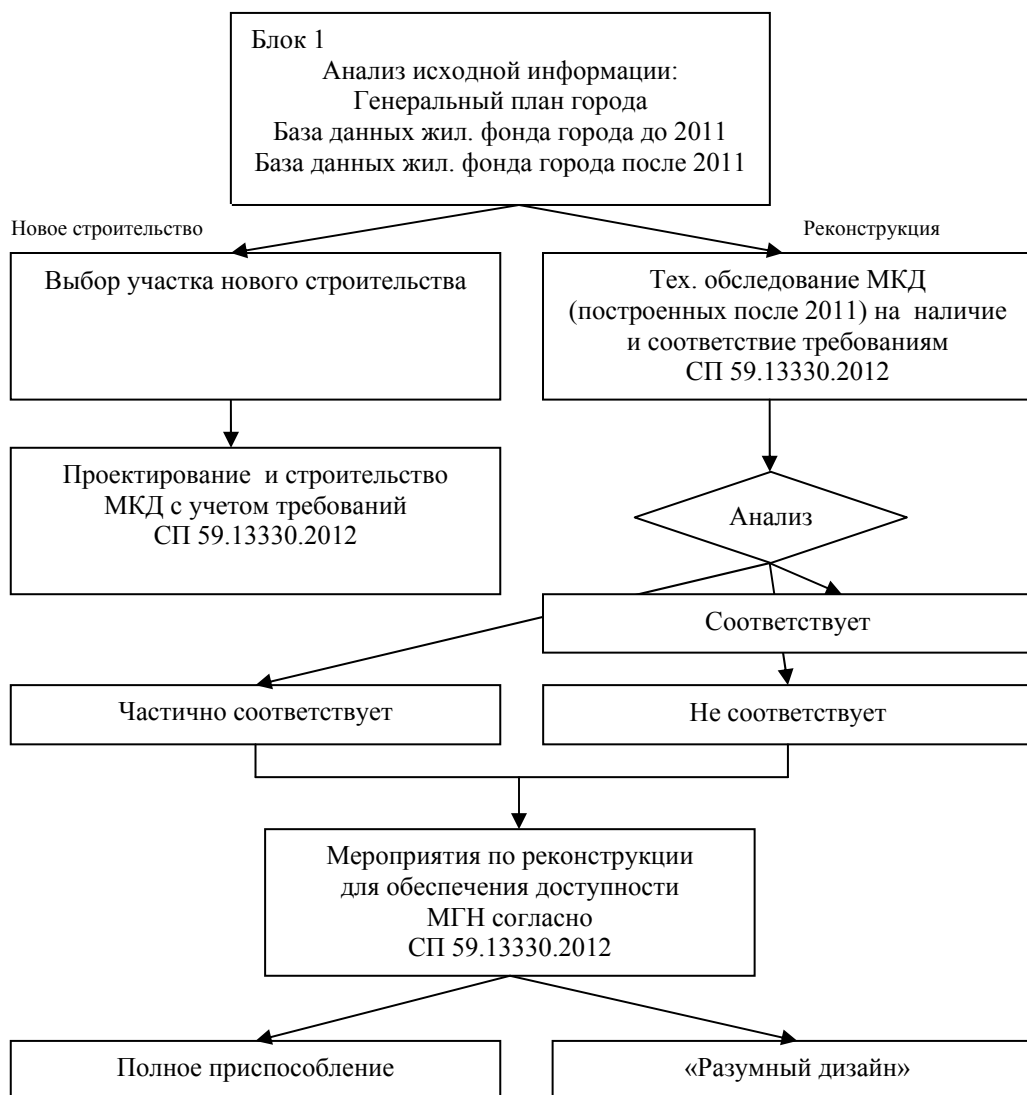 Блок 1
Анализ исходной информации:
Генеральный план города
База данных жил. фонда города до 2011
База данных жил. фонда города после 2011
Новое строительство
Реконструкция
Выбор участка нового строительства
Тех. обследование МКД
(построенных после 2011) на наличие
и соответствие требованиям
СП 59.13330.2012
Проектирование и строительство
МКД с учетом требований
СП 59.13330.2012
Анализ
Соответствует
Частично соответствует
Не соответствует
Мероприятия по реконструкции
для обеспечения доступности
МГН согласно
СП 59.13330.2012
Полное приспособление
«Разумный дизайн»